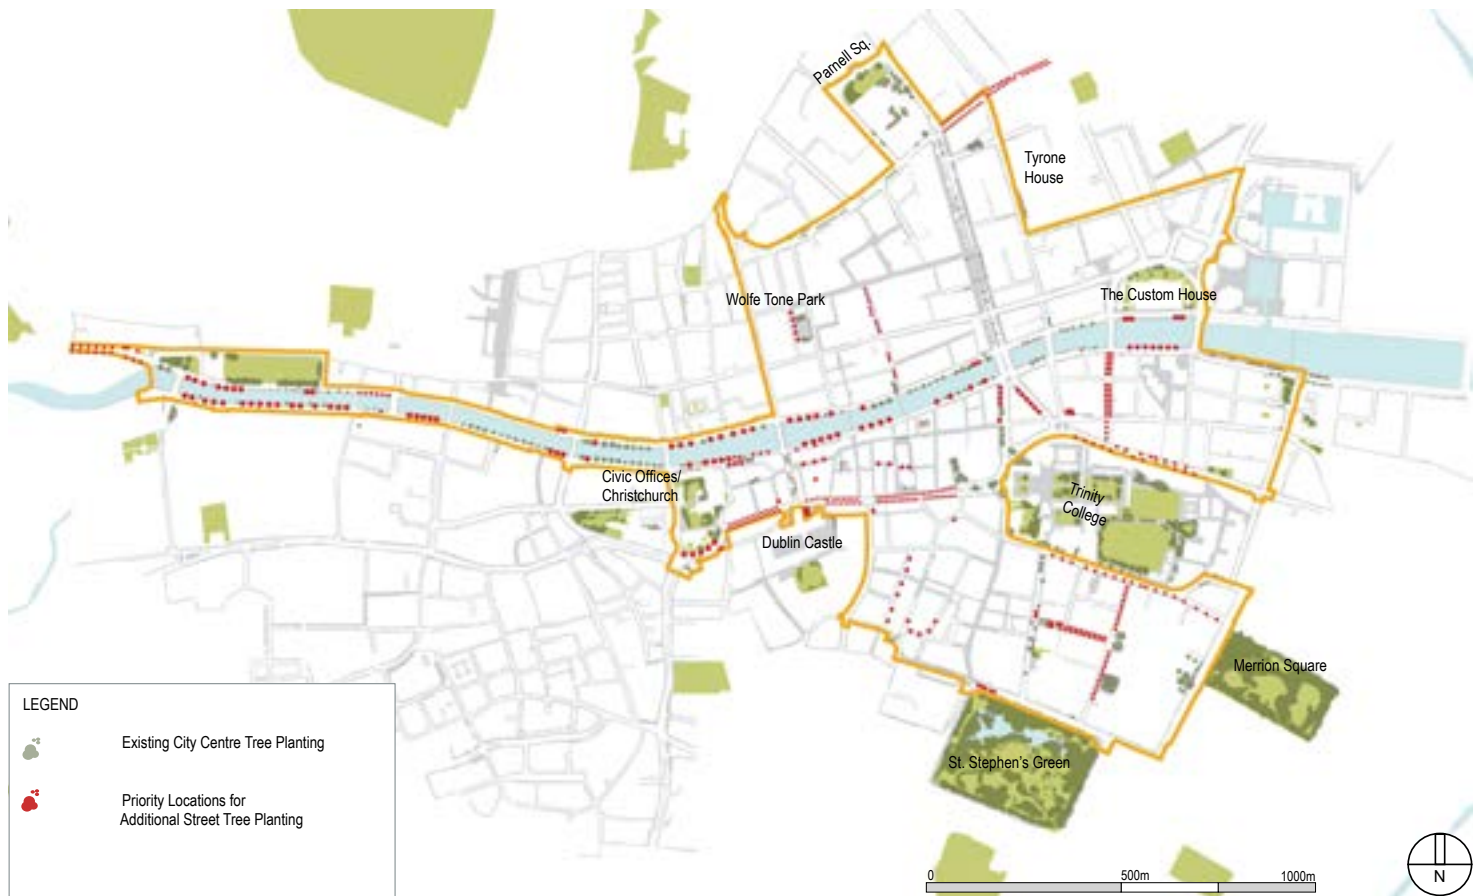 Parnell Sq.
Tyrone
House
Wolfe Tone Park
The Custom House
Civic Offices/
Christchurch
Trinity
College
Dublin Castle
Merrion Square
St. Stephen's Green
LEGEND
Existing City Centre Tree Planting
Priority Locations for
Additional Street Tree Planting
0 500m 1000m
N